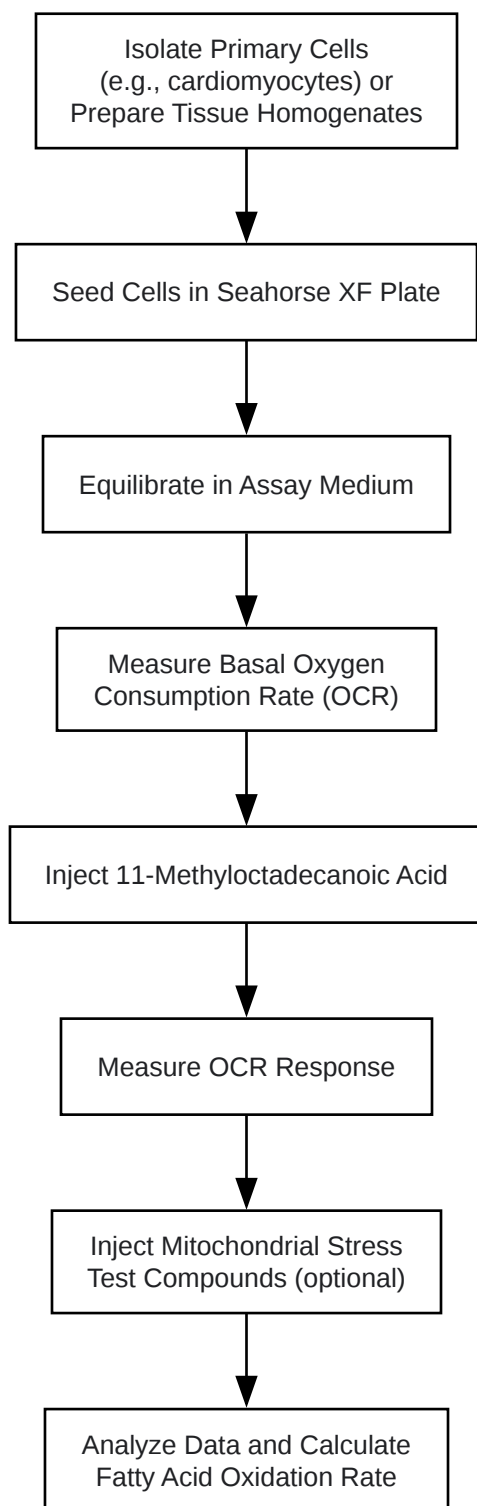 Isolate Primary Cells
(e.g., cardiomyocytes) or
Prepare Tissue Homogenates
Seed Cells in Seahorse XF Plate
Equilibrate in Assay Medium
Measure Basal Oxygen
Consumption Rate (OCR)
Inject 11-Methyloctadecanoic Acid
Measure OCR Response
Inject Mitochondrial Stress
Test Compounds (optional)
Analyze Data and Calculate
Fatty Acid Oxidation Rate